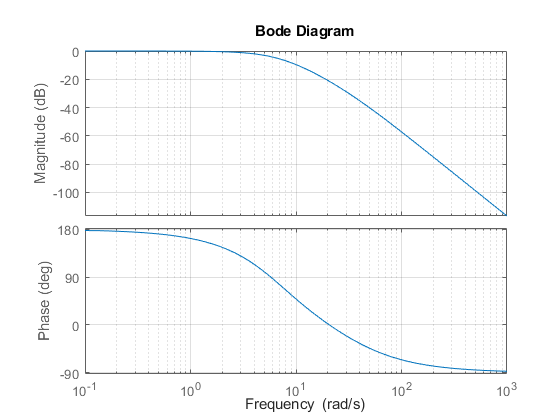 Bode Diagram
Magnitude (dB)
0
-20
-40
-60
-80
-100
Phase (deg)
180
90
0
-90
10^-1 10^0 10^1 10^2 10^3
Frequency (rad/s)